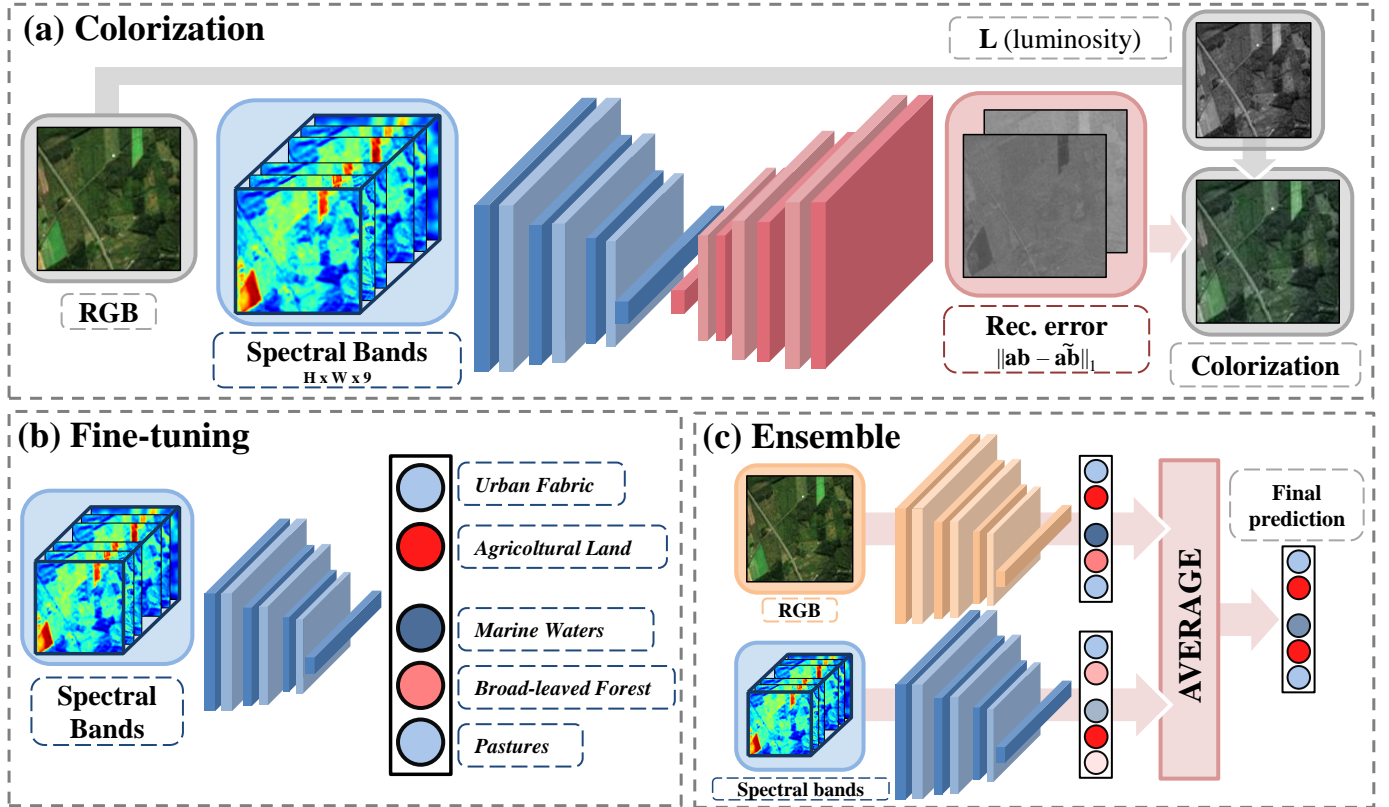 (a) Colorization
L (luminosity)
RGB
Spectral Bands
H x W x 9
Rec. error
||ab − a͠b||₁
Colorization
(b) Fine-tuning
Urban Fabric
Agricoltural Land
Marine Waters
Broad-leaved Forest
Pastures
Spectral
Bands
(c) Ensemble
RGB
Spectral bands
AVERAGE
Final
prediction